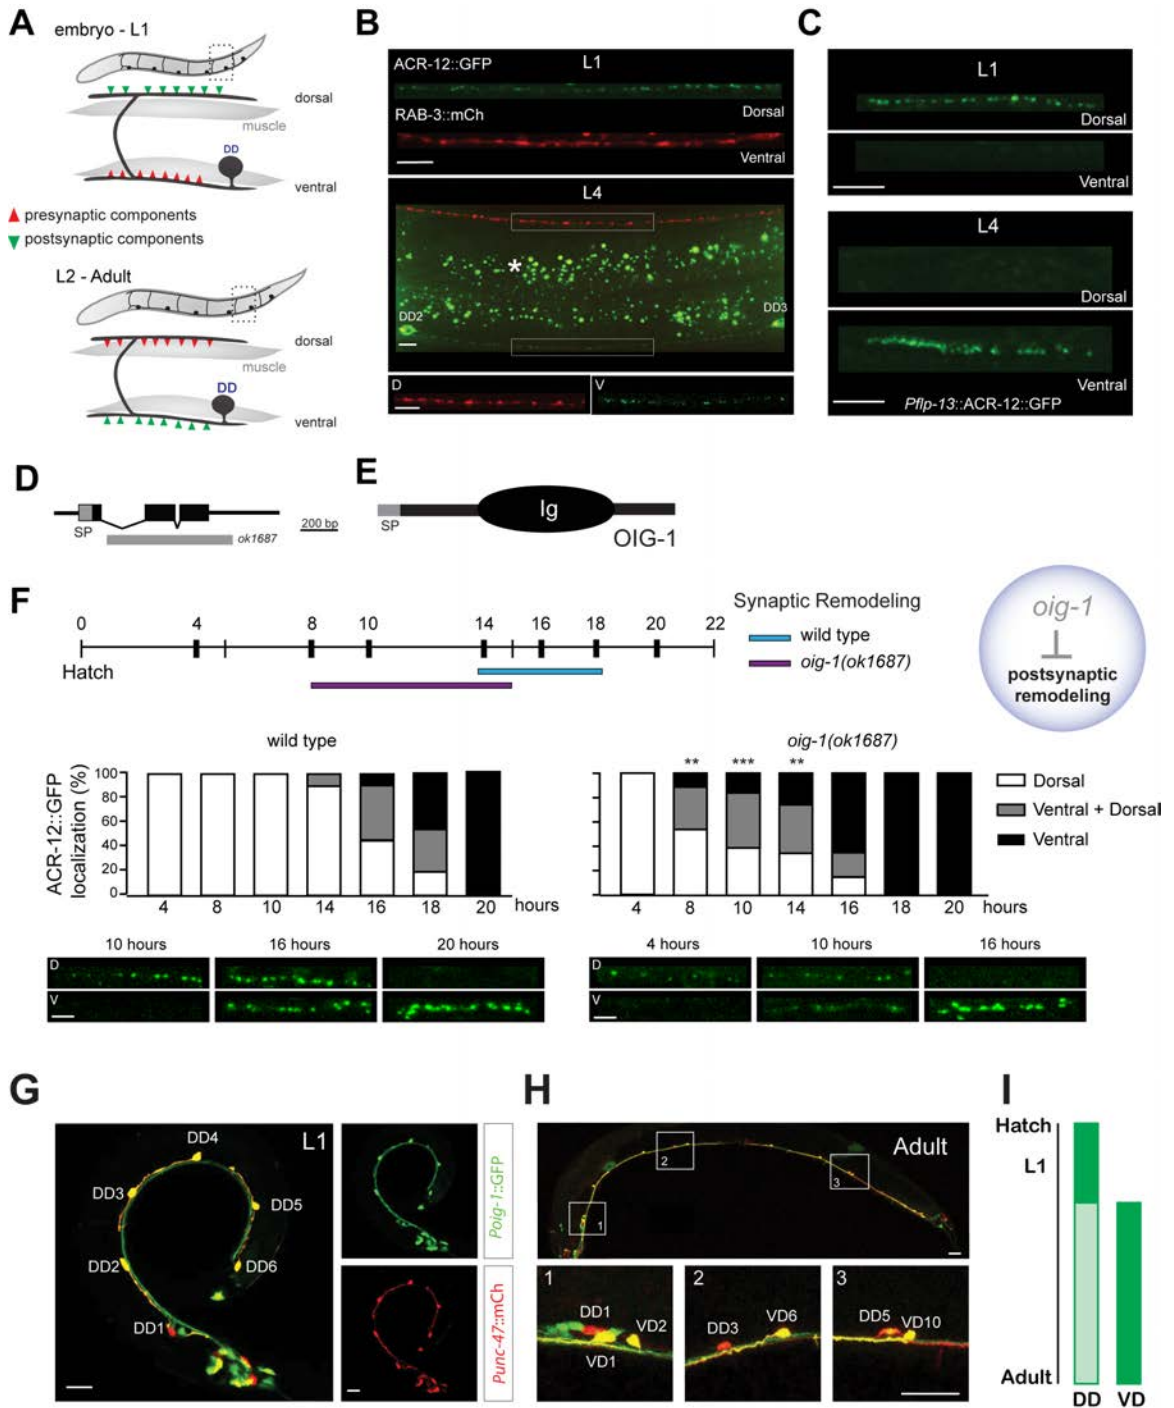 A
embryo - L1
dorsal
muscle
DD
ventral
presynaptic components
postsynaptic components
L2 - Adult
dorsal
muscle
DD
ventral
B
ACR-12::GFP
L1
Dorsal
RAB-3::mCh
Ventral
L4
*
DD2
DD3
D
V
C
L1
Dorsal
Ventral
L4
Dorsal
Ventral
Pflp-13::ACR-12::GFP
D
SP
200 bp
ok1687
E
SP
Ig
OIG-1
F
0 4 8 10 14 16 18 20 22
Hatch
Synaptic Remodeling
wild type
oig-1(ok1687)
oig-1
postsynaptic
remodeling
wild type
ACR-12::GFP
localization (%)
100
80
60
40
20
0
4 8 10 14 16 18 20 hours
oig-1(ok1687)
** *** **
4 8 10 14 16 18 20 hours
Dorsal
Ventral + Dorsal
Ventral
10 hours 16 hours 20 hours
D
V
4 hours 10 hours 16 hours
D
V
G
L1
DD4
DD3
DD5
DD2
DD6
DD1
Poig-1::GFP
Punc-47::mCh
H
Adult
2
3
1
1
DD1
VD2
VD1
2
VD6
DD3
3
DD5
VD10
I
Hatch
L1
Adult
DD VD